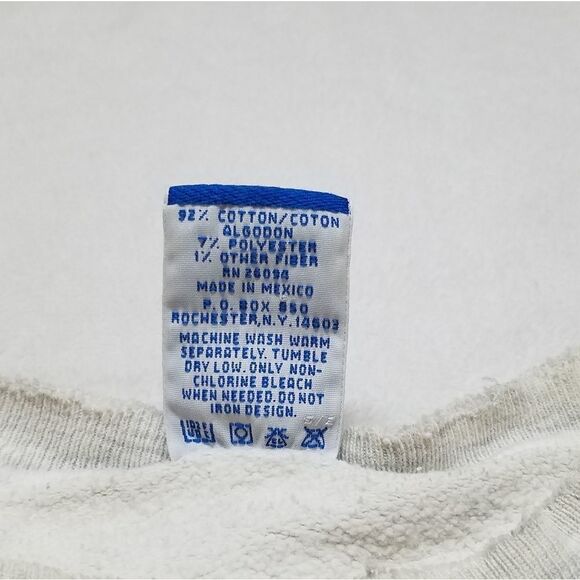 92% COTTON/COTON
ALGODON
7% POLYESTER
1% OTHER FIBER
RN 26094
MADE IN MEXICO
P.O. BOX 850
ROCHESTER, N.Y. 14603
MACHINE WASH WARM
SEPARATELY. TUMBLE
DRY LOW. ONLY NON-
CHLORINE BLEACH
WHEN NEEDED. DO NOT
IRON DESIGN.